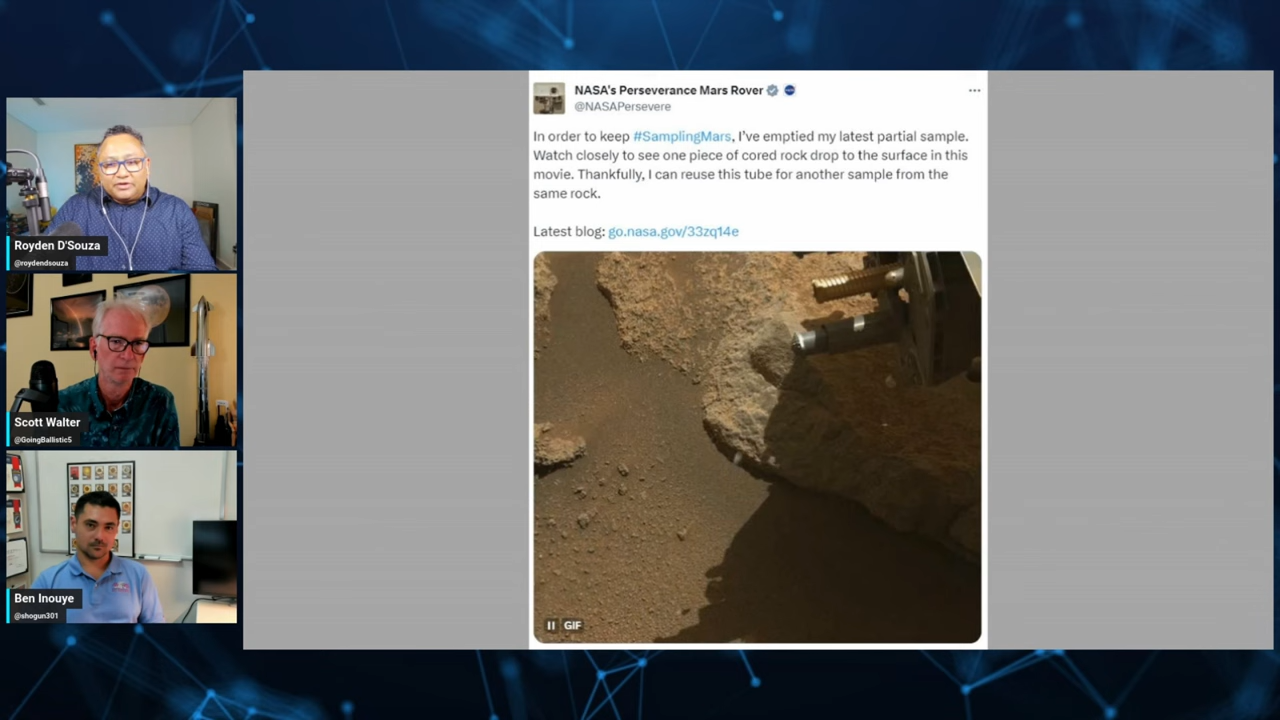 Royden D'Souza
@roydendsouza
Scott Walter
@GoingBallistic5
Ben Inouye
@shogun301
NASA's Perseverance Mars Rover
@NASAPersevere
In order to keep #SamplingMars, I've emptied my latest partial sample.
Watch closely to see one piece of cored rock drop to the surface in this
movie. Thankfully, I can reuse this tube for another sample from the
same rock.
Latest blog: go.nasa.gov/33zq14e
GIF